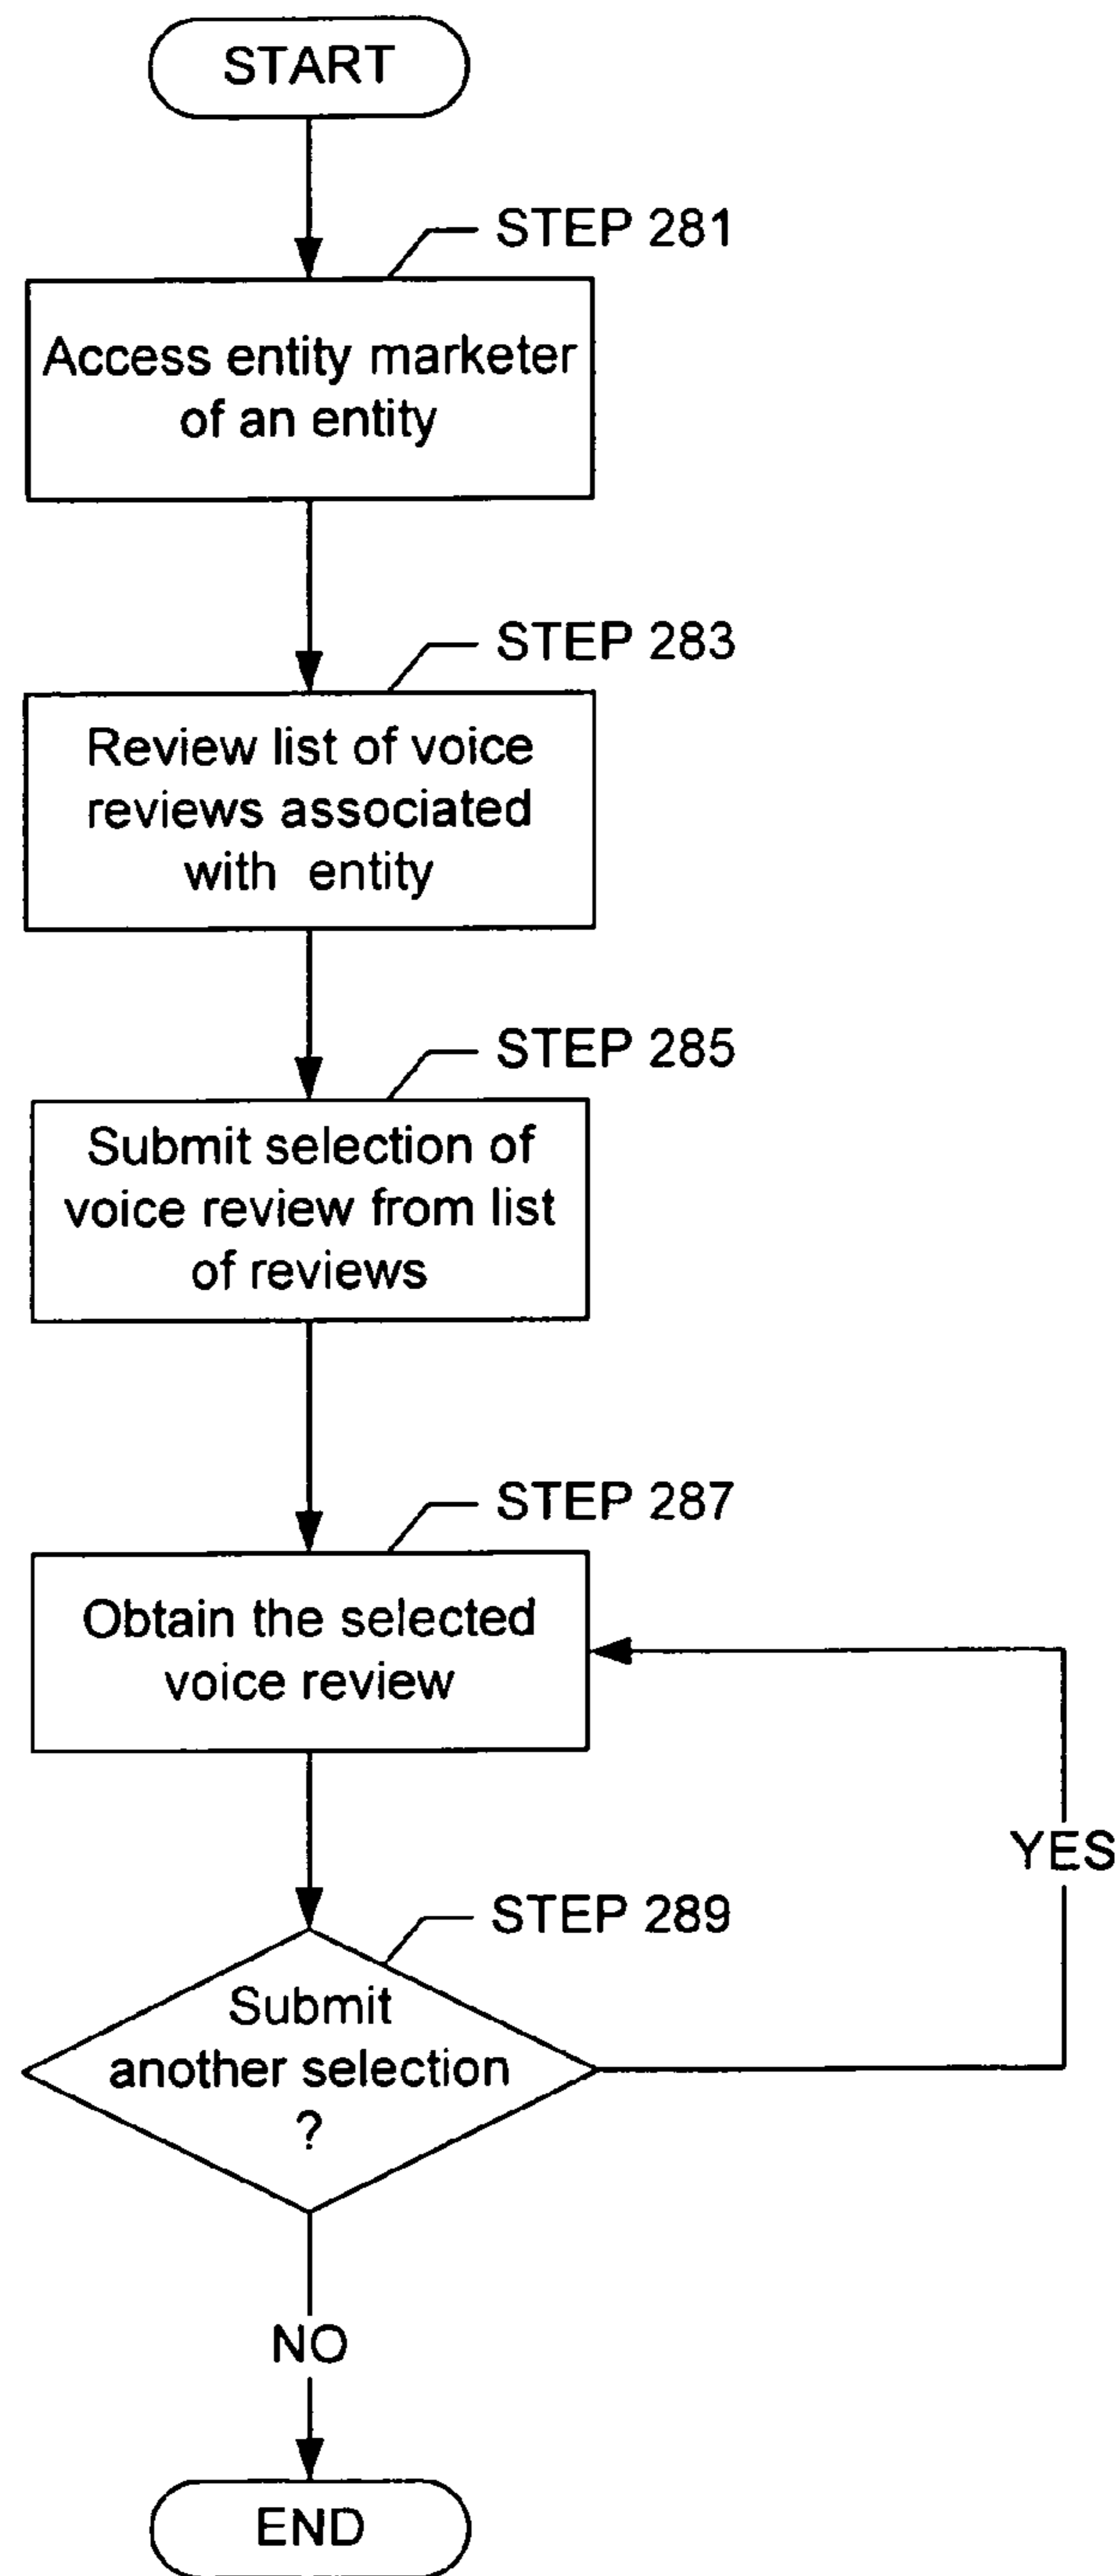 START
STEP 281
Access entity marketer
of an entity
STEP 283
Review list of voice
reviews associated
with entity
STEP 285
Submit selection of
voice review from list
of reviews
STEP 287
Obtain the selected
voice review
YES
STEP 289
Submit
another selection
?
NO
END